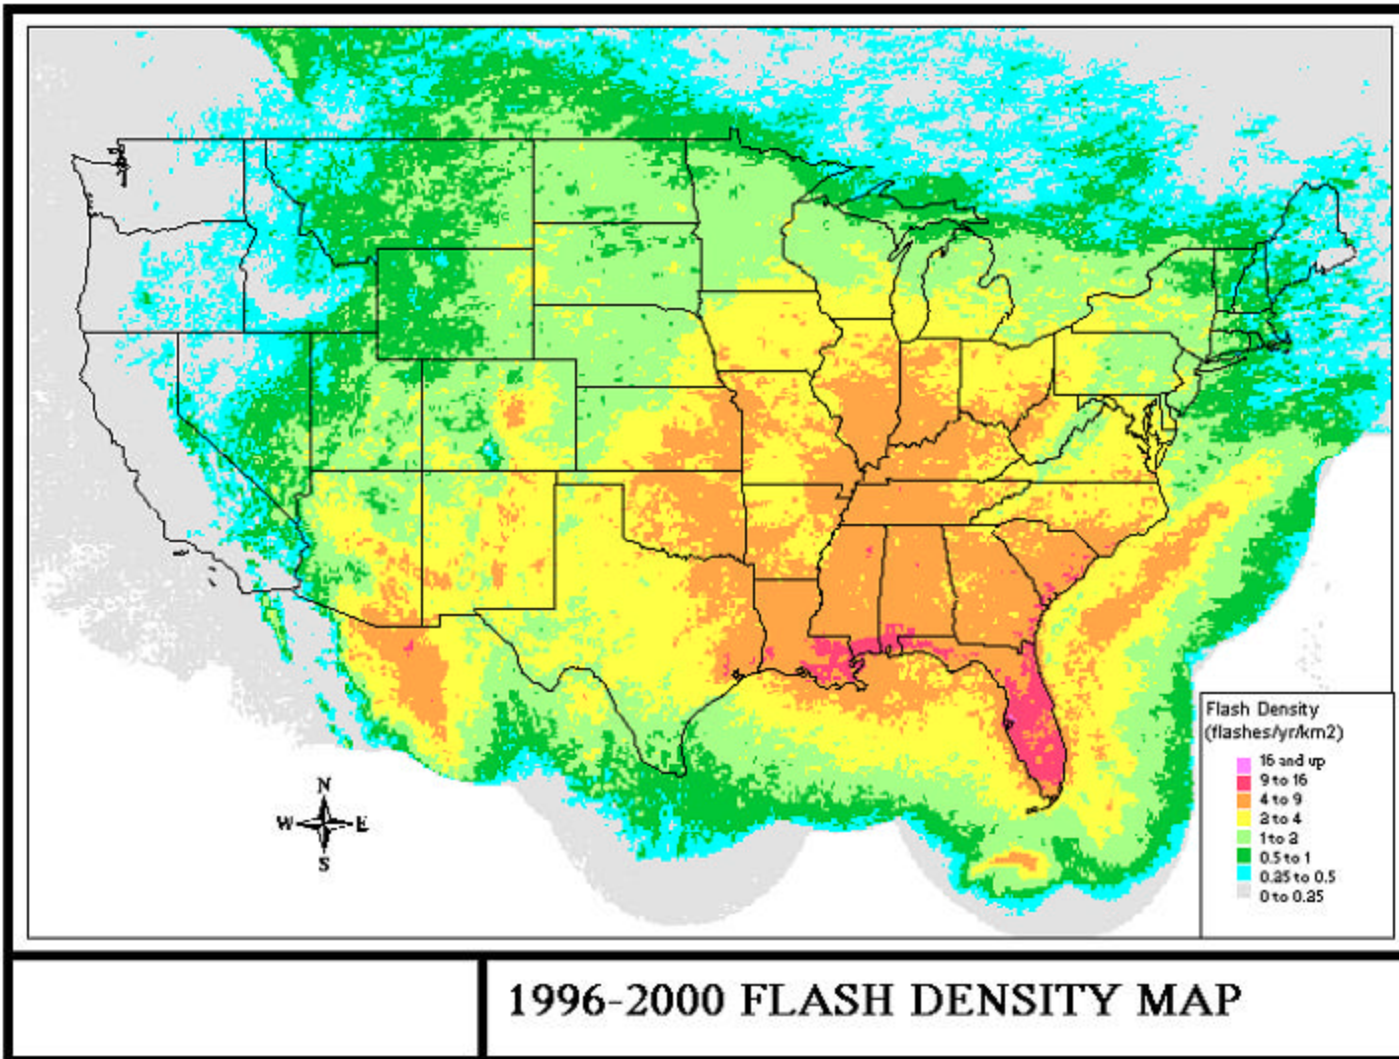 Flash Density
(flashes/yr/km2)
16 and up
9 to 16
4 to 9
2 to 4
1 to 2
0.5 to 1
0.25 to 0.5
0 to 0.25
N
W E
S
1996-2000 FLASH DENSITY MAP